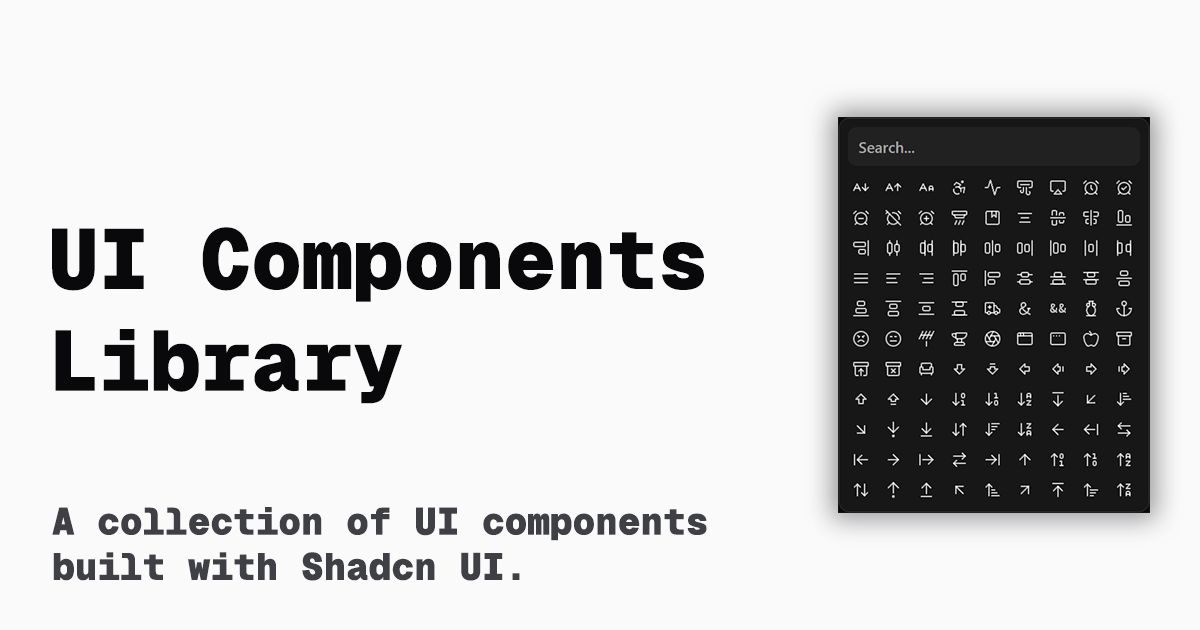 UI Components
Library
A collection of UI components
built with Shadcn UI.
Search...